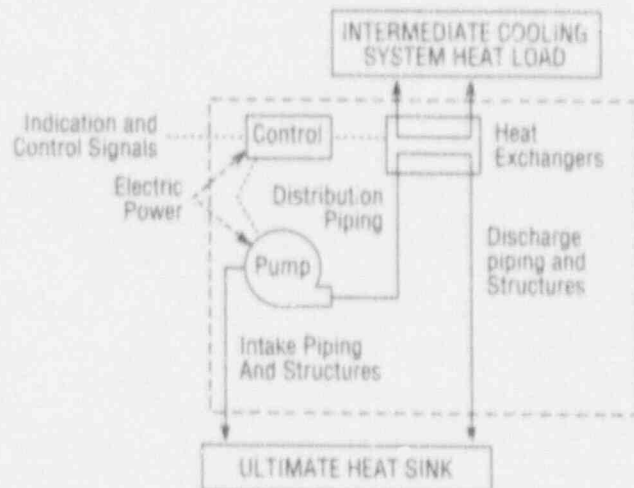 INTERMEDIATE COOLING
SYSTEM HEAT LOAD
Indication and
Control Signals
Control
Heat
Exchangers
Electric
Power
Distribution
Piping
Pump
Discharge
piping and
Structures
Intake Piping
And Structures
ULTIMATE HEAT SINK